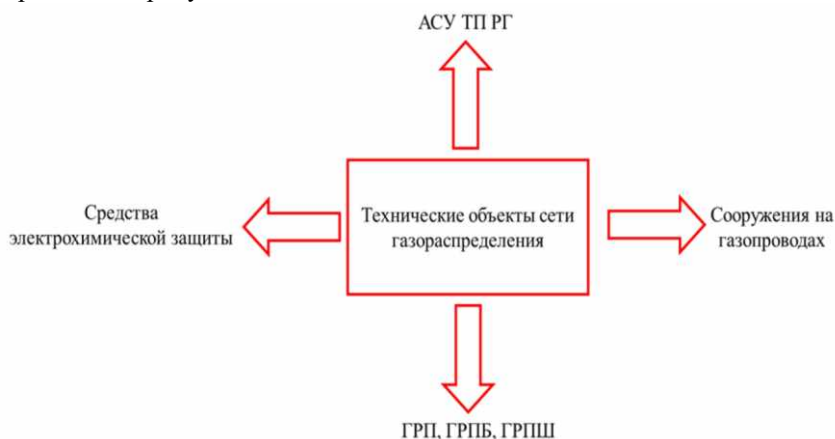 АСУ ТП РГ
Средства
электрохимической защиты
Технические объекты сети
газораспределения
Сооружения на
газопроводах
ГРП, ГРПБ, ГРПШ